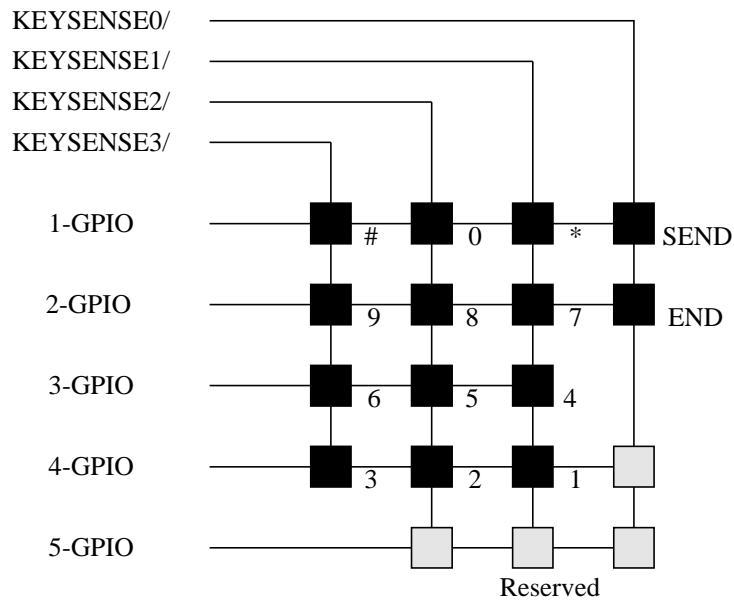 KEYSENSE0/
KEYSENSE1/
KEYSENSE2/
KEYSENSE3/
1-GPIO # 0 * SEND
2-GPIO 9 8 7 END
3-GPIO 6 5 4
4-GPIO 3 2 1
5-GPIO
Reserved